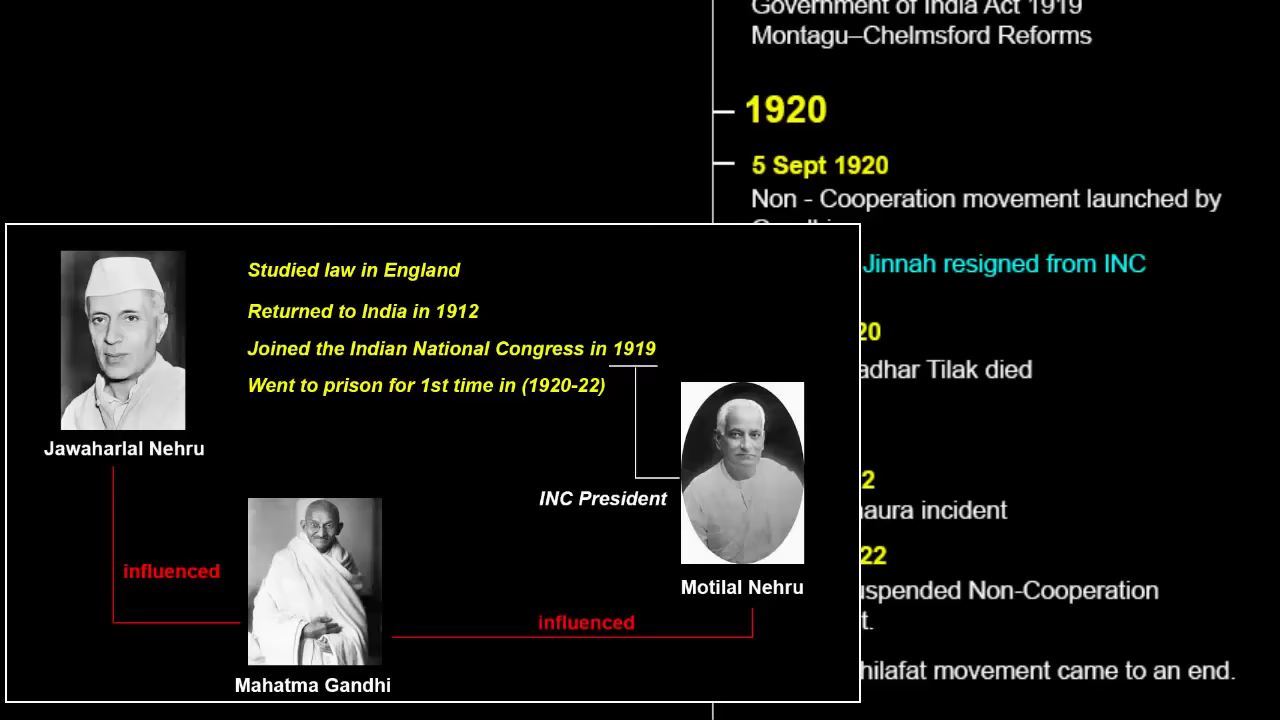 Government of India Act 1919
Montagu–Chelmsford Reforms
1920
5 Sept 1920
Non - Cooperation movement launched by
Jinnah resigned from INC
20
adhar Tilak died
2
aura incident
22
uspended Non-Cooperation
t.
hilafat movement came to an end.
Studied law in England
Returned to India in 1912
Joined the Indian National Congress in 1919
Went to prison for 1st time in (1920-22)
Jawaharlal Nehru
INC President
influenced
Motilal Nehru
influenced
Mahatma Gandhi